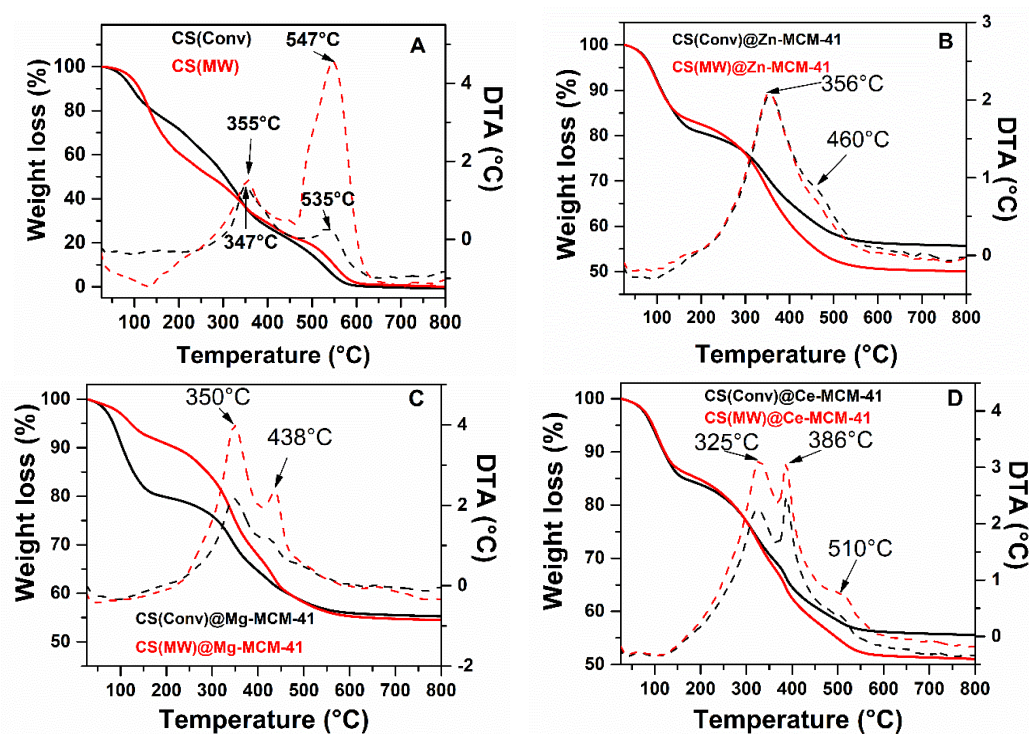 A
CS(Conv)
CS(MW)
547°C
355°C
535°C
347°C
100
80
60
40
20
0
4
2
0
100 200 300 400 500 600 700 800
Weight loss (%)
DTA (°C)
Temperature (°C)
B
CS(Conv)@Zn-MCM-41
CS(MW)@Zn-MCM-41
356°C
460°C
100
90
80
70
60
50
3
2
1
0
100 200 300 400 500 600 700 800
Weight loss (%)
DTA (°C)
Temperature (°C)
C
350°C
438°C
CS(Conv)@Mg-MCM-41
CS(MW)@Mg-MCM-41
100
90
80
70
60
50
4
2
0
-2
100 200 300 400 500 600 700 800
Weight loss (%)
DTA (°C)
Temperature (°C)
D
CS(Conv)@Ce-MCM-41
CS(MW)@Ce-MCM-41
325°C
386°C
510°C
100
90
80
70
60
50
4
3
2
1
0
100 200 300 400 500 600 700 800
Weight loss (%)
DTA (°C)
Temperature (°C)